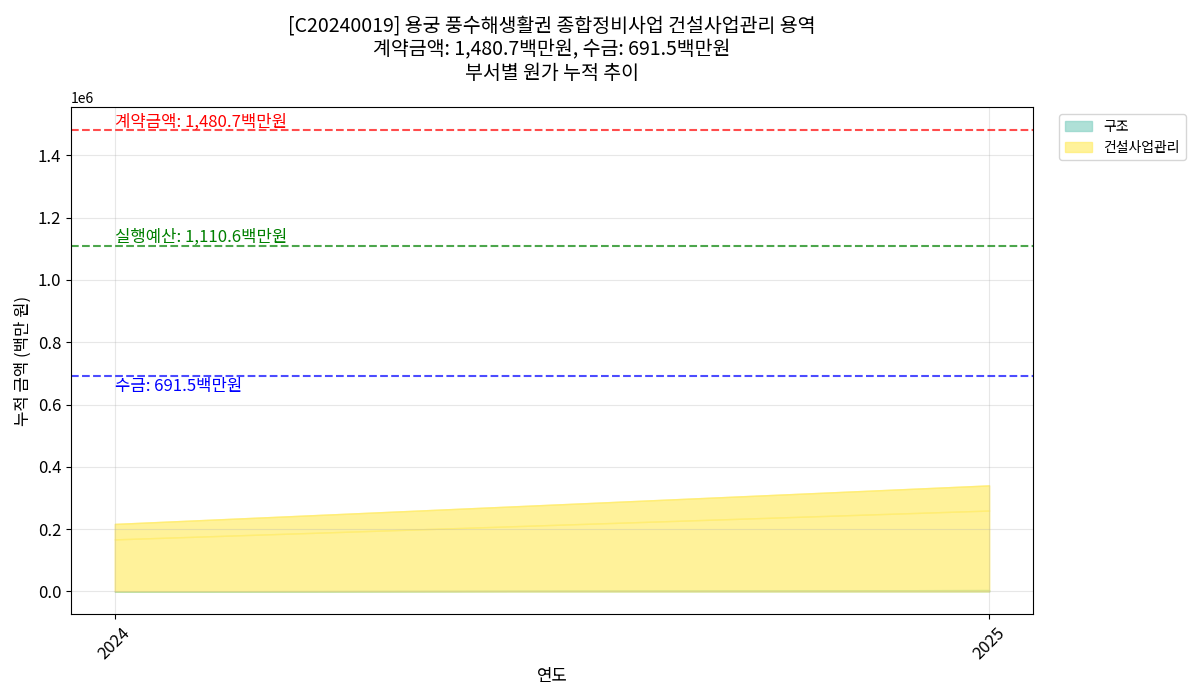 [C20240019] 용궁 풍수해생활권 종합정비사업 건설사업관리 용역
계약금액: 1,480.7백만원, 수금: 691.5백만원
부서별 원가 누적 추이
1e6
계약금액: 1,480.7백만원
실행예산: 1,110.6백만원
수금: 691.5백만원
1.4
1.2
1.0
0.8
0.6
0.4
0.2
0.0
누적 금액 (백만 원)
2024
2025
연도
구조
건설사업관리